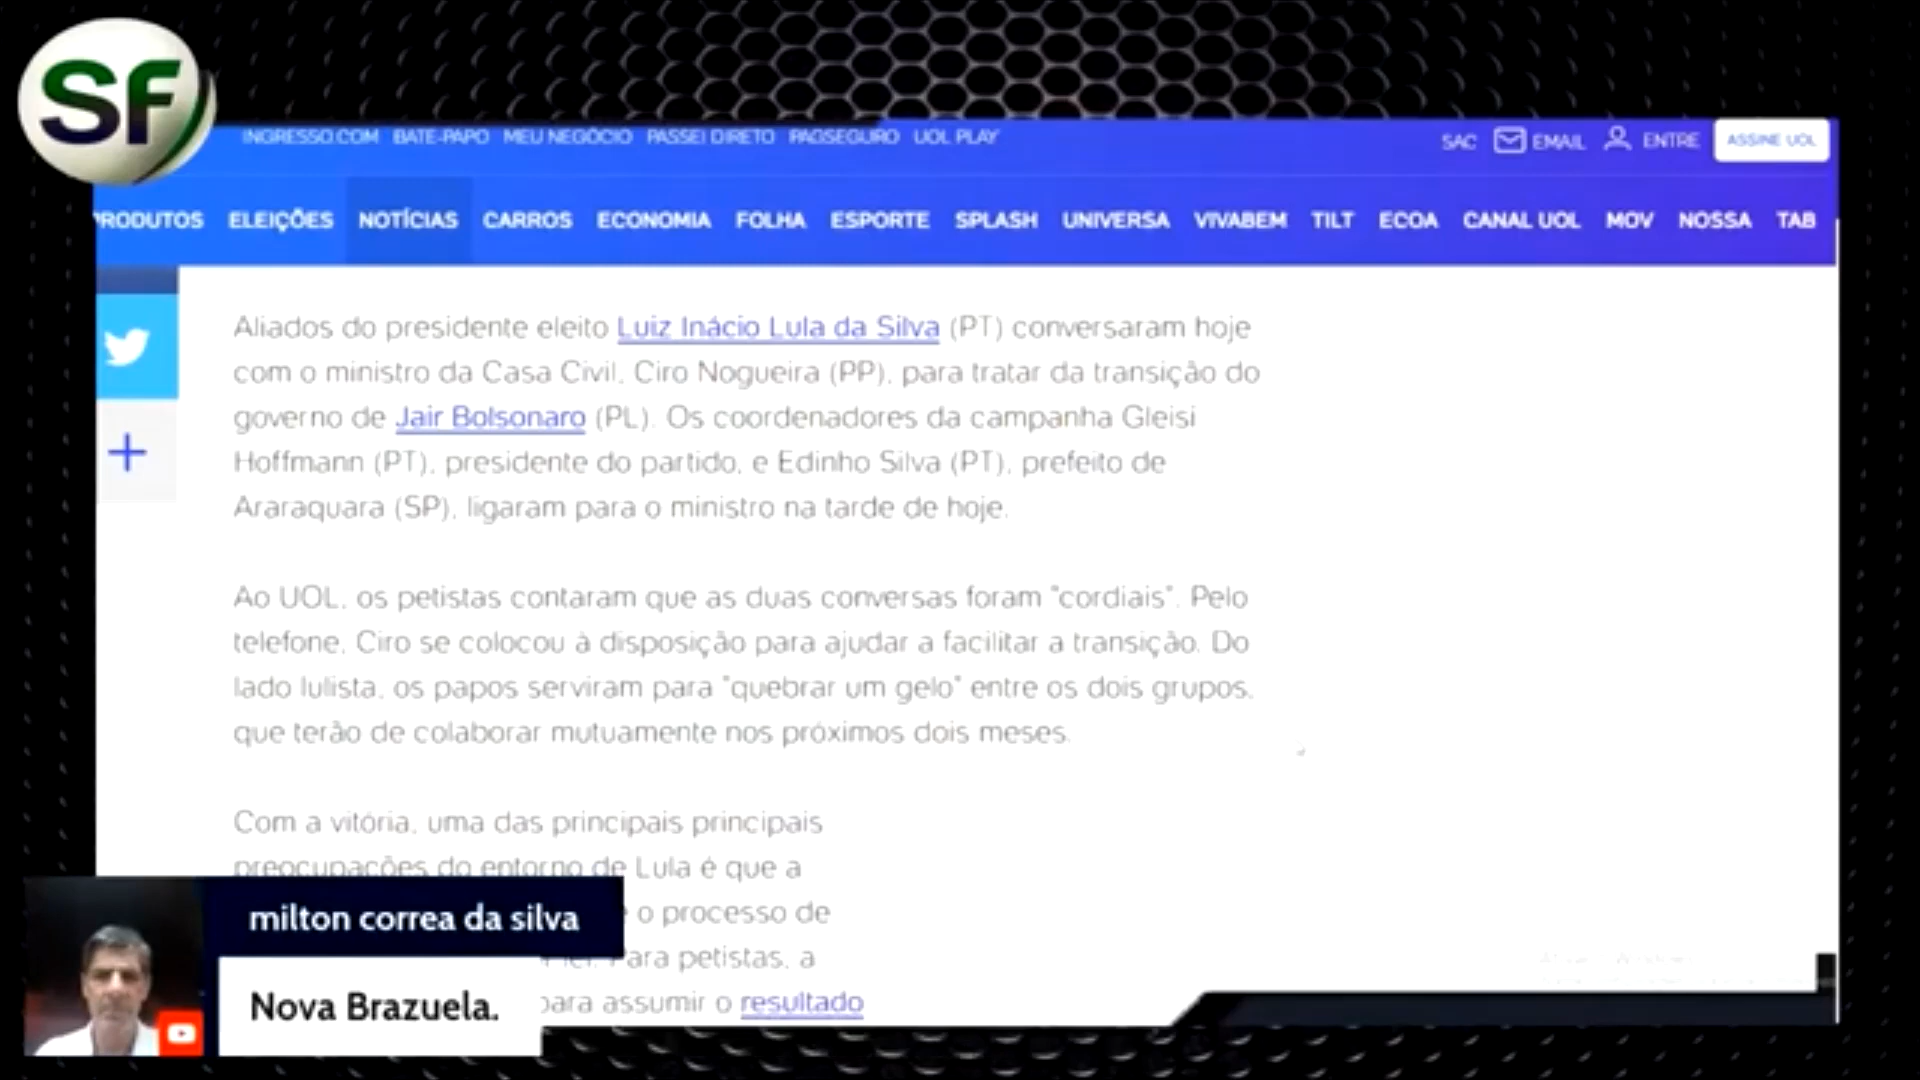 SF
INGRESSO.COM BATE-PAPO MEU NEGÓCIO PASSEI DIRETO PAGSEGURO UOL PLAY
SAC EMAIL ENTRE ASSINE UOL
PRODUTOS ELEIÇÕES NOTÍCIAS CARROS ECONOMIA FOLHA ESPORTE SPLASH UNIVERSA VIVABEM TILT ECOA CANAL UOL MOV NOSSA TAB
Aliados do presidente eleito Luiz Inácio Lula da Silva (PT) conversaram hoje
com o ministro da Casa Civil, Ciro Nogueira (PP), para tratar da transição do
governo de Jair Bolsonaro (PL). Os coordenadores da campanha Gleisi
Hoffmann (PT), presidente do partido, e Edinho Silva (PT), prefeito de
Araraquara (SP), ligaram para o ministro na tarde de hoje.
Ao UOL, os petistas contaram que as duas conversas foram "cordiais". Pelo
telefone, Ciro se colocou à disposição para ajudar a facilitar a transição. Do
lado lulista, os papos serviram para "quebrar um gelo" entre os dois grupos,
que terão de colaborar mutuamente nos próximos dois meses.
Com a vitória, uma das principais principais
preocupações do entorno de Lula é que a
o processo de
Para petistas, a
para assumir o resultado
milton correa da silva
Nova Brazuela.